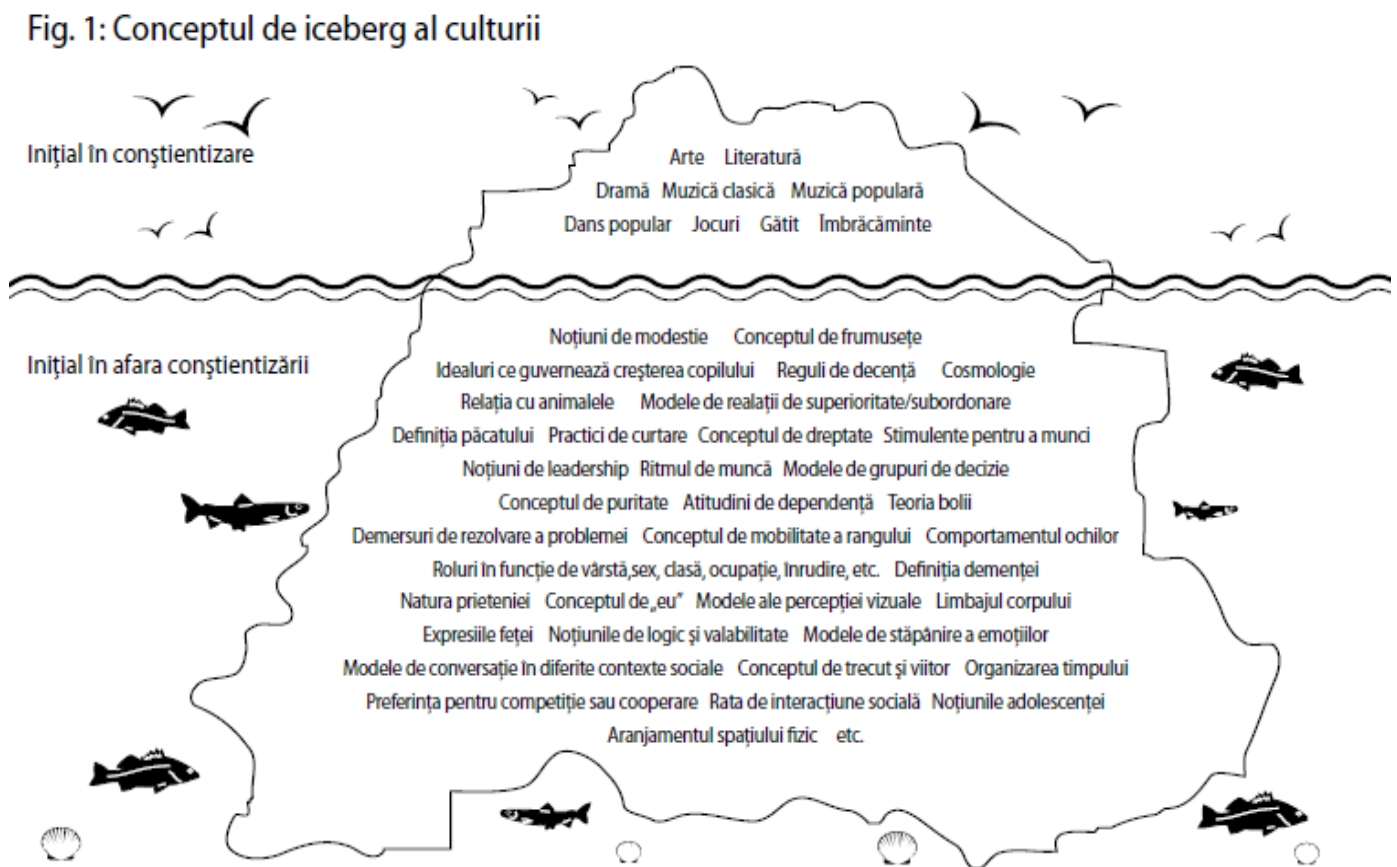 Fig. 1: Conceptul de iceberg al culturii
Iniţial în conştientizare
Arte Literatură
Dramă Muzică clasică Muzică populară
Dans popular Jocuri Gătit Îmbrăcăminte
Noțiuni de modestie Conceptul de frumusețe
Iniţial în afara conştientizării
Idealuri ce guvernează creșterea copilului Reguli de decență Cosmologie
Relația cu animalele Modele de realații de superioritate/subordonare
Definiția păcatului Practici de curtare Conceptul de dreptate Stimulente pentru a munci
Noțiuni de leadership Ritmul de muncă Modele de grupuri de decizie
Conceptul de puritate Atitudini de dependență Teoria bolii
Demersuri de rezolvare a problemei Conceptul de mobilitate a rangului Comportamentul ochilor
Roluri în funcție de vârstă,sex, clasă, ocupație, înrudire, etc. Definiția demenței
Natura prieteniei Conceptul de„eu” Modele ale percepției vizuale Limbajul corpului
Expresiile feței Noțiunile de logic și valabilitate Modele de stăpânire a emoțiilor
Modele de conversație în diferite contexte sociale Conceptul de trecut și viitor Organizarea timpului
Preferința pentru competiție sau cooperare Rata de interacțiune socială Noțiunile adolescenței
Aranjamentul spațiului fizic etc.